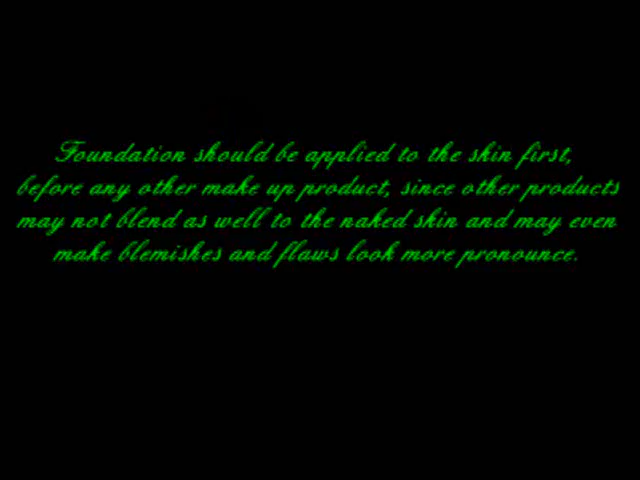 Foundation should be applied to the skin first,
before any other make up product, since other products
may not blend as well to the naked skin and may even
make blemishes and flaws look more pronounce.